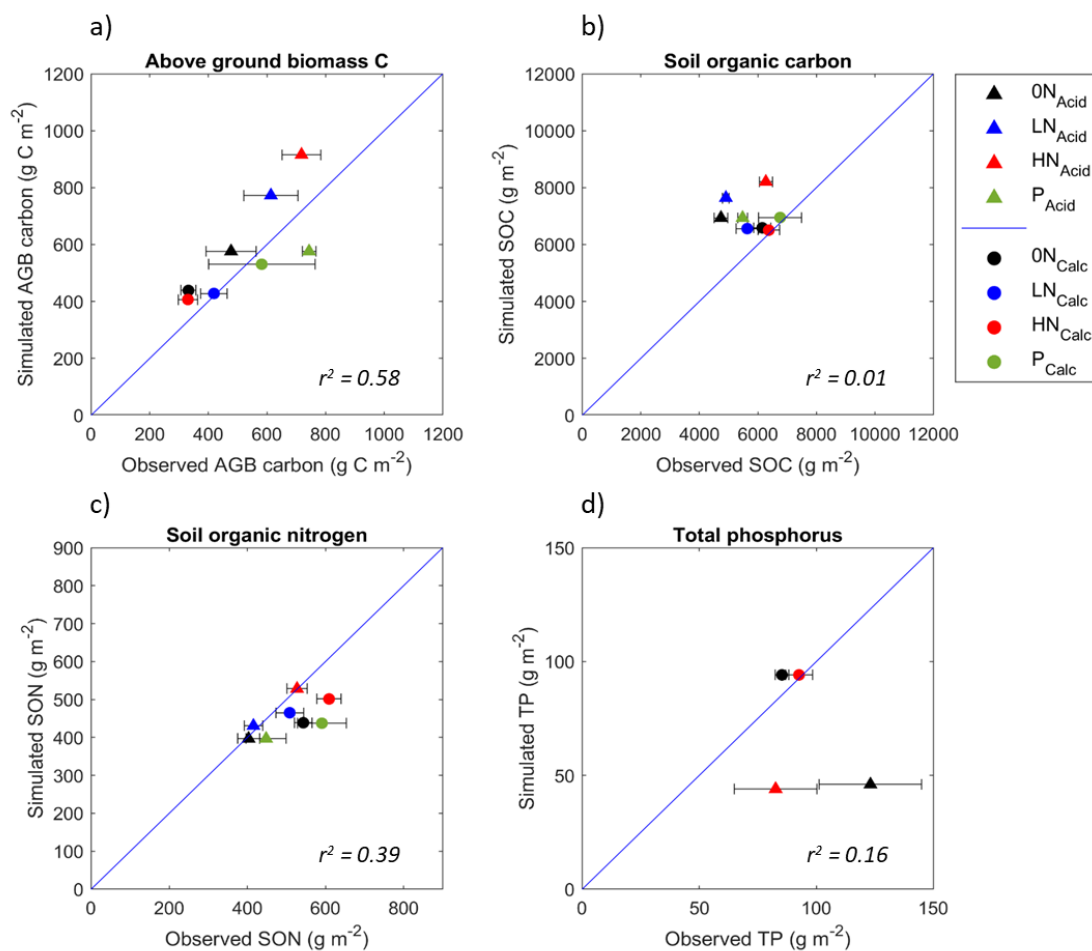 a)
Above ground biomass C
1200
1000
800
600
400
200
0
0 200 400 600 800 1000 1200
Simulated AGB carbon (g C m-2)
Observed AGB carbon (g C m-2)
r2 = 0.58
b)
Soil organic carbon
12000
10000
8000
6000
4000
2000
0
0 2000 4000 6000 8000 10000 12000
Simulated SOC (g m-2)
Observed SOC (g m-2)
r2 = 0.01
0NAcid
LNAcid
HNAcid
PAcid
0NCalc
LNCalc
HNCalc
PCalc
c)
Soil organic nitrogen
900
800
700
600
500
400
300
200
100
0
0 200 400 600 800
Simulated SON (g m-2)
Observed SON (g m-2)
r2 = 0.39
d)
Total phosphorus
150
100
50
0
0 50 100 150
Simulated TP (g m-2)
Observed TP (g m-2)
r2 = 0.16